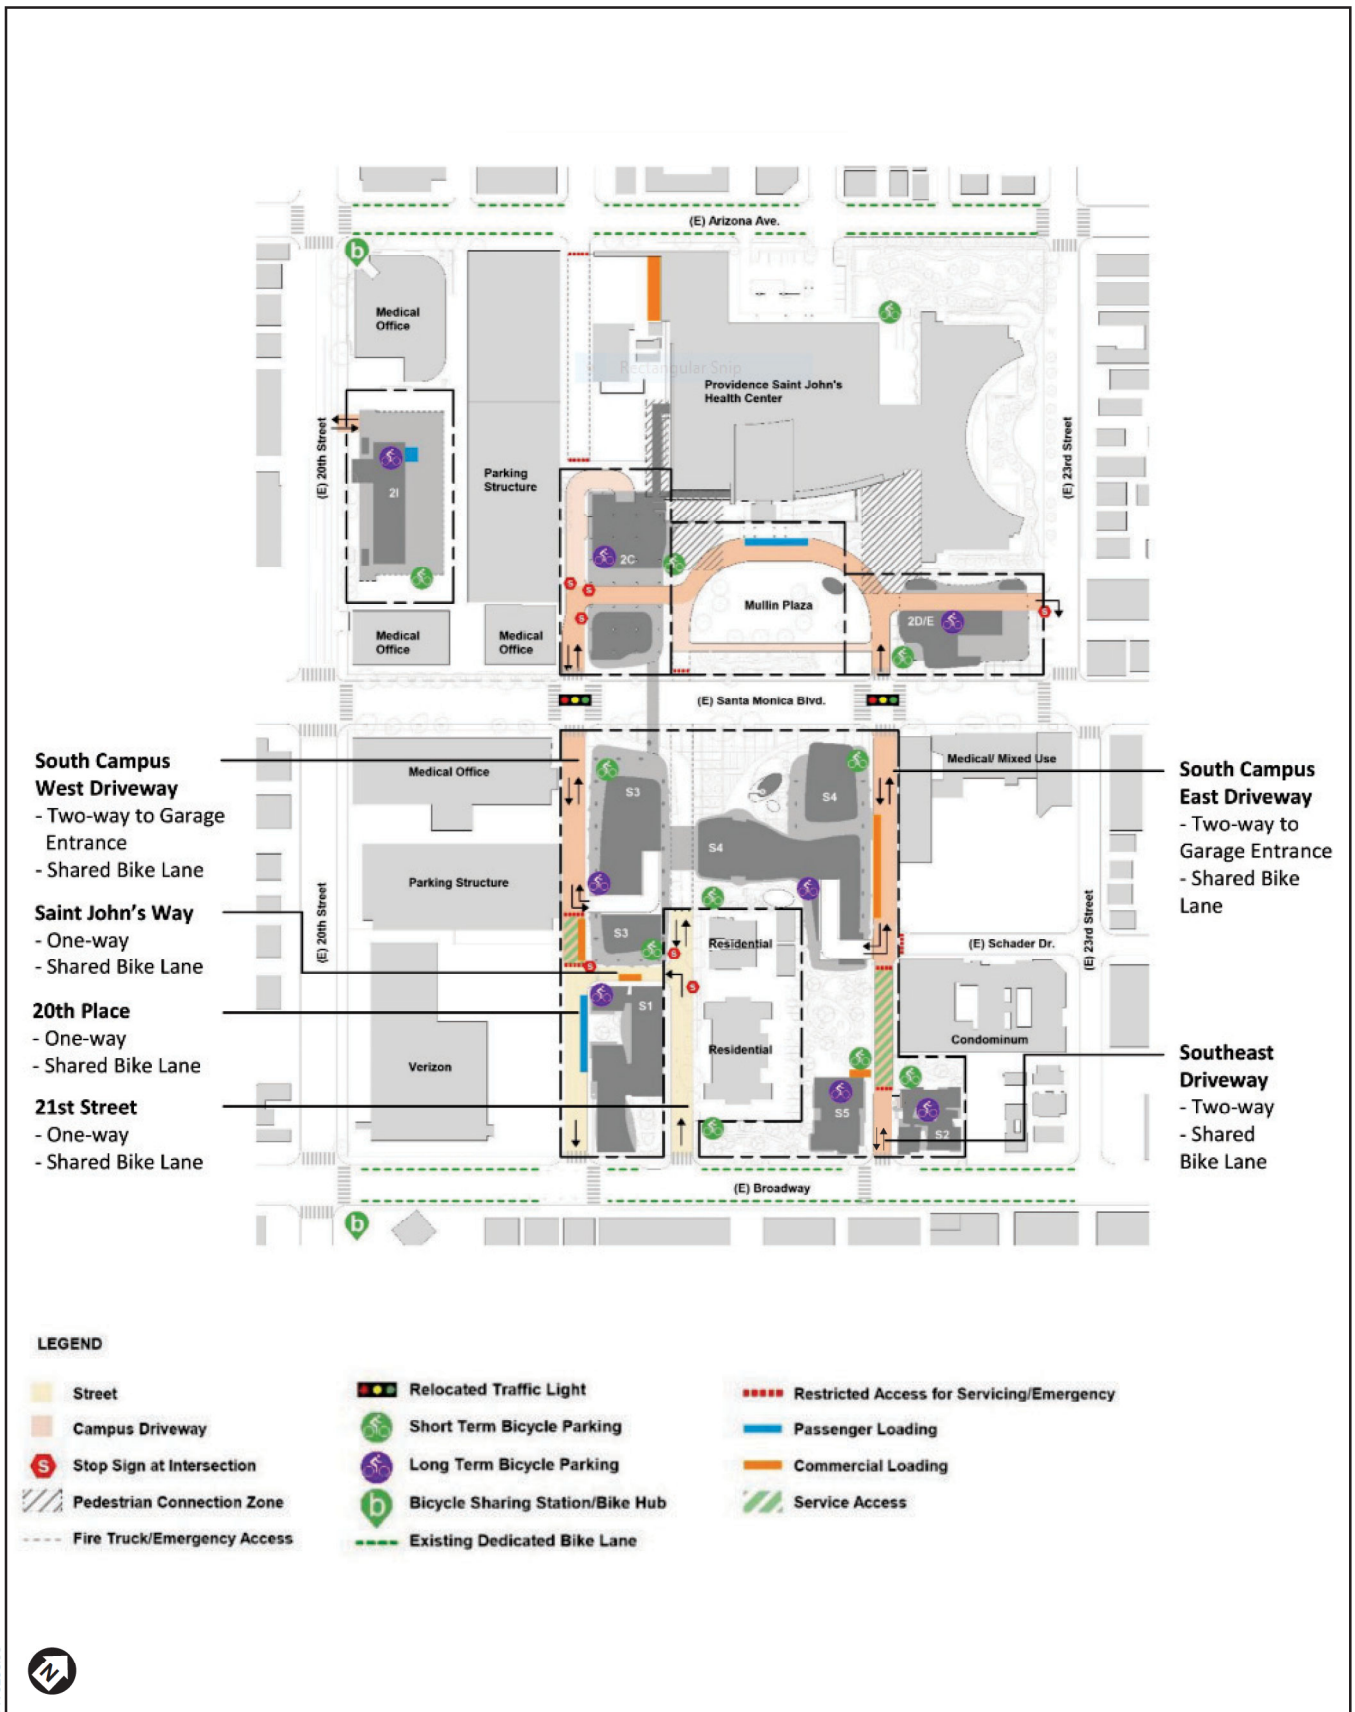 (E) Arizona Ave.
b
Medical
Office
Rectangular Snip
Providence Saint John's
Health Center
(E) 20th Street
(E) 23rd Street
2I
Parking
Structure
2C
S
S
S
Mullin Plaza
2D/E
S
Medical
Office
Medical
Office
(E) Santa Monica Blvd.
South Campus
West Driveway
- Two-way to Garage
Entrance
- Shared Bike Lane
Medical Office
S3
S4
Medical/ Mixed Use
South Campus
East Driveway
- Two-way to
Garage Entrance
- Shared Bike
Lane
S4
Parking Structure
(E) 20th Street
(E) 23rd Street
Saint John's Way
- One-way
- Shared Bike Lane
S3
S
S
S
Residential
(E) Schader Dr.
20th Place
- One-way
- Shared Bike Lane
S1
Verizon
Residential
Condominum
Southeast
Driveway
- Two-way
- Shared
Bike Lane
21st Street
- One-way
- Shared Bike Lane
S5
S2
(E) Broadway
b
LEGEND
Street
Campus Driveway
S Stop Sign at Intersection
Pedestrian Connection Zone
Fire Truck/Emergency Access
Relocated Traffic Light
Short Term Bicycle Parking
Long Term Bicycle Parking
b Bicycle Sharing Station/Bike Hub
Existing Dedicated Bike Lane
Restricted Access for Servicing/Emergency
Passenger Loading
Commercial Loading
Service Access
N